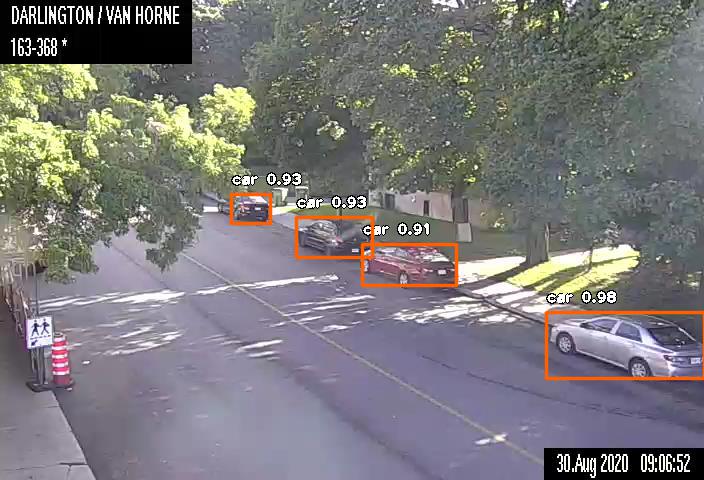 DARLINGTON / VAN HORNE
163-368 *
car 0.93
car 0.93
car 0.91
car 0.98
30.Aug 2020 09:06:52